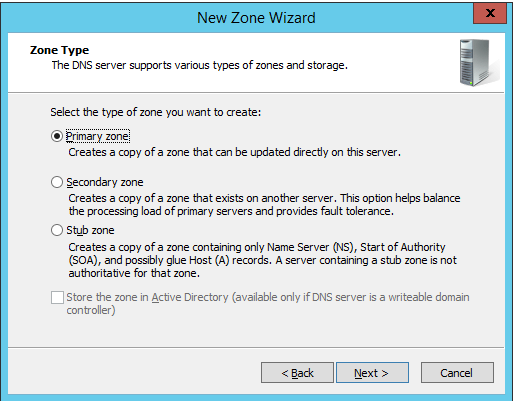 New Zone Wizard
x
Zone Type
The DNS server supports various types of zones and storage.
Select the type of zone you want to create:
Primary zone
Creates a copy of a zone that can be updated directly on this server.
Secondary zone
Creates a copy of a zone that exists on another server. This option helps balance
the processing load of primary servers and provides fault tolerance.
Stub zone
Creates a copy of a zone containing only Name Server (NS), Start of Authority
(SOA), and possibly glue Host (A) records. A server containing a stub zone is not
authoritative for that zone.
Store the zone in Active Directory (available only if DNS server is a writeable domain
controller)
< Back
Next >
Cancel